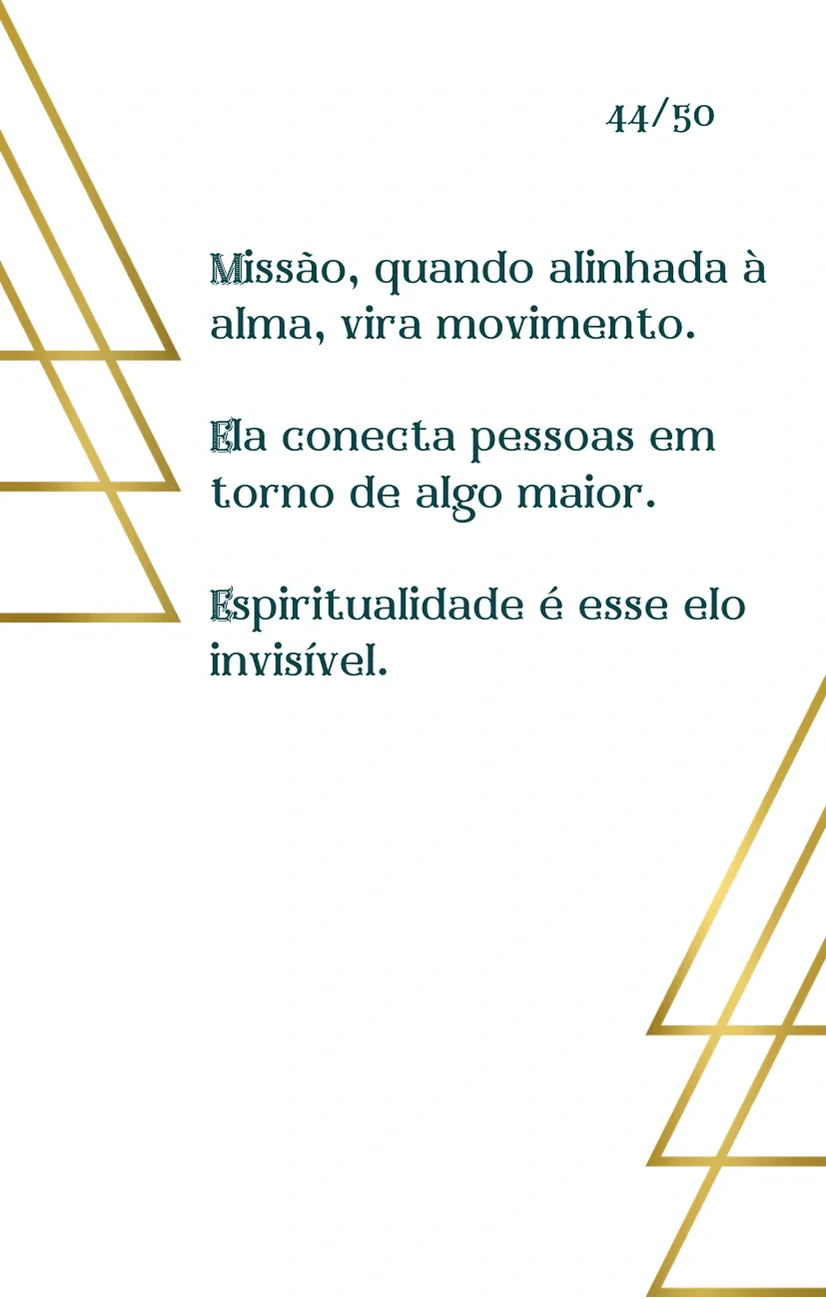 44/50
Missão, quando alinhada à
alma, vira movimento.
Ela conecta pessoas em
torno de algo maior.
Espiritualidade é esse elo
invisível.